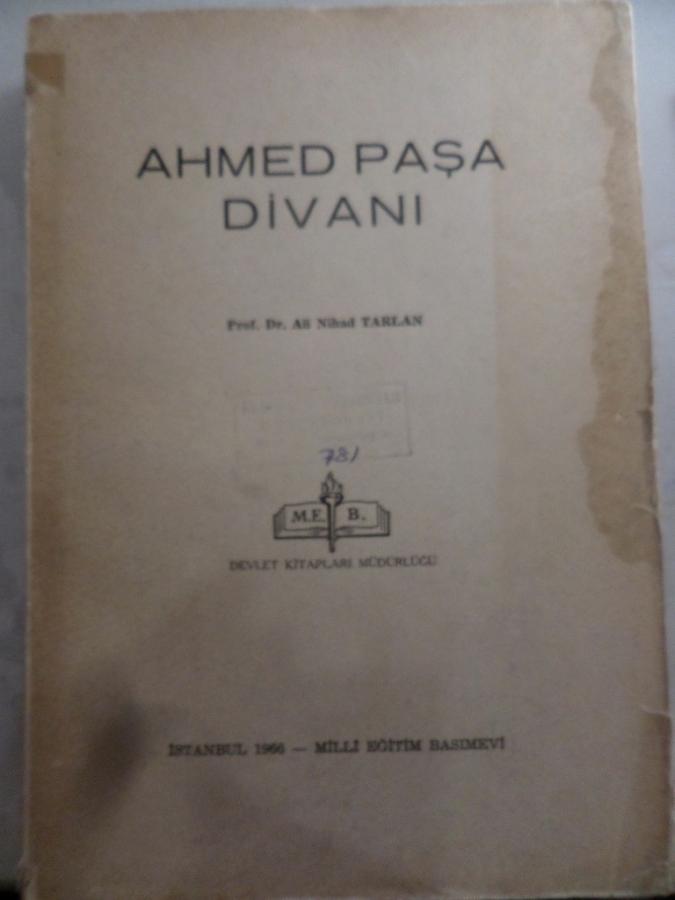 AHMED PAŞA
DİVANI
Prof. Dr. Ali Nihad TARLAN
781
M.E. B.
DEVLET KİTAPLARI MÜDÜRLÜĞÜ
İSTANBUL 1966 — MİLLÎ EĞİTİM BASIMEVİ